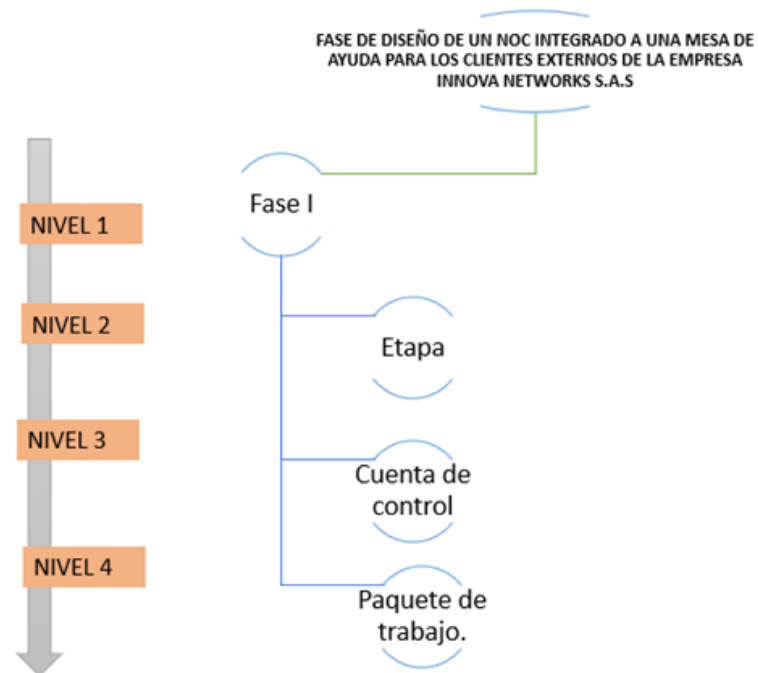 FASE DE DISEÑO DE UN NOC INTEGRADO A UNA MESA DE
AYUDA PARA LOS CLIENTES EXTERNOS DE LA EMPRESA
INNOVA NETWORKS S.A.S
NIVEL 1
Fase I
NIVEL 2
Etapa
NIVEL 3
Cuenta de
control
NIVEL 4
Paquete de
trabajo.